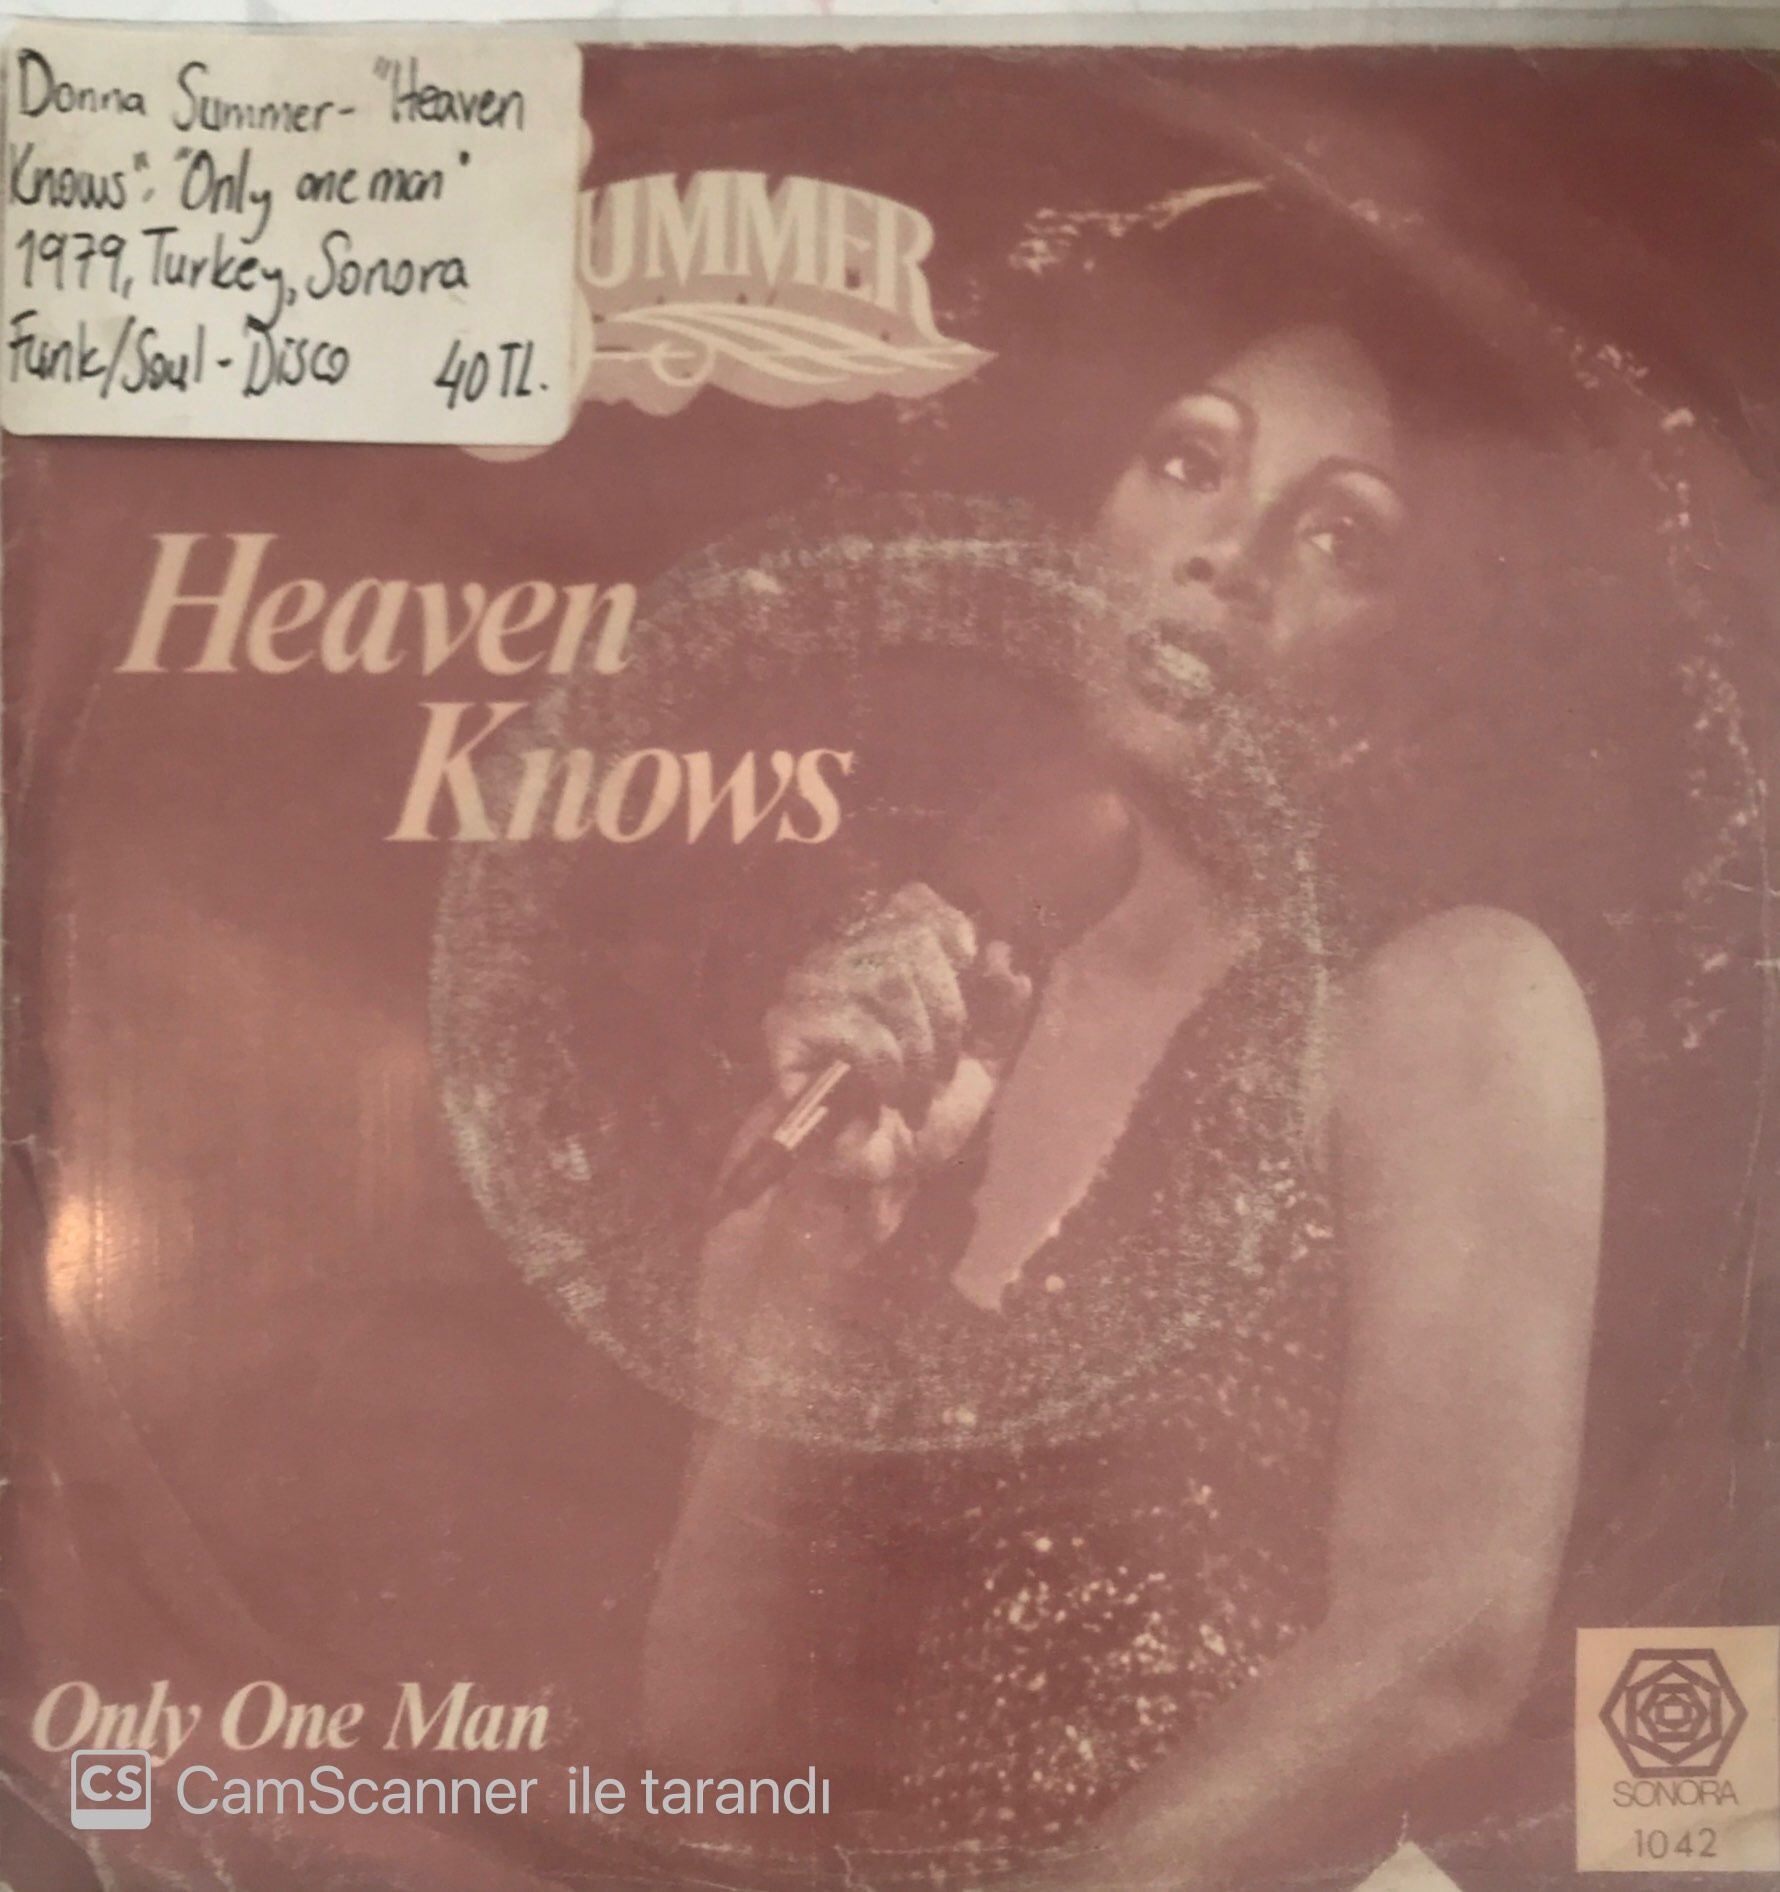 Donna Summer- "Heaven
Knows", "Only one man"
1979, Turkey, Sonora
Funk/Soul - Disco 40 TL.
UMMER
Heaven
Knows
Only One Man
CS CamScanner ile tarandı
SONORA
1042